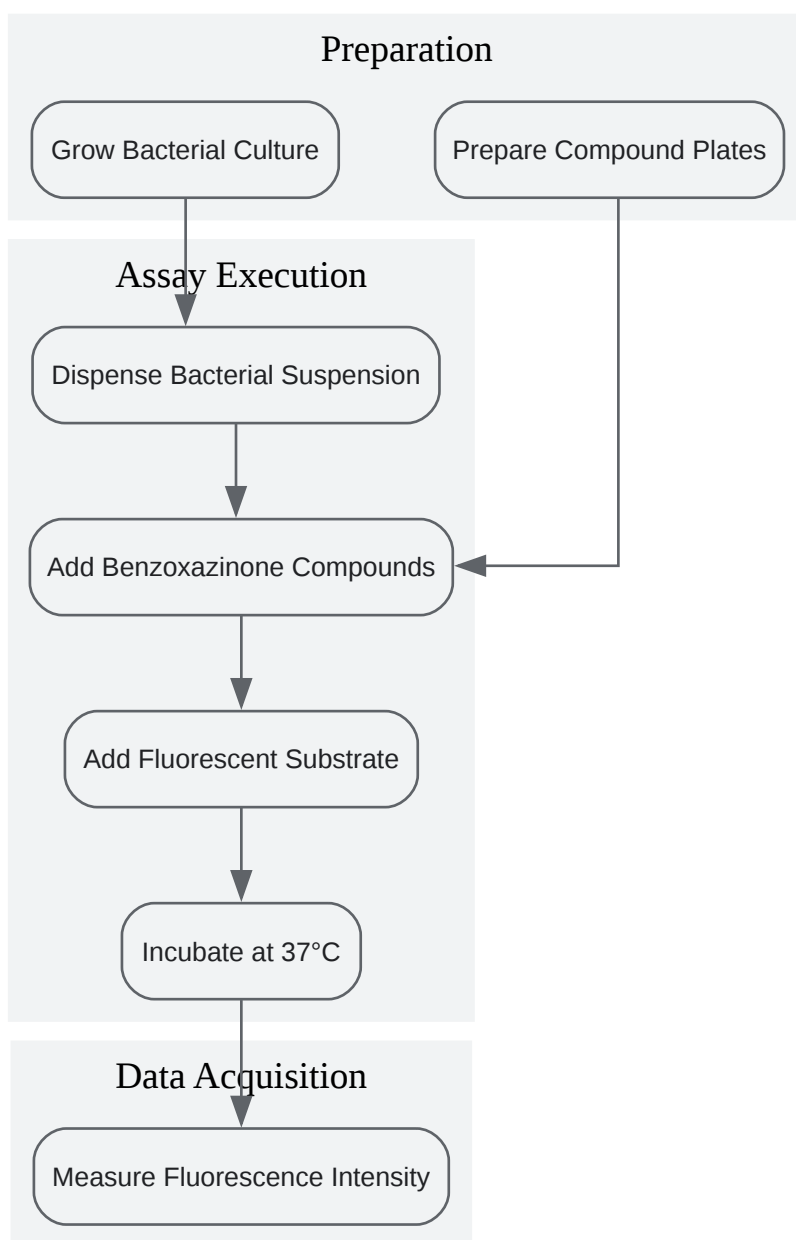 Preparation
Grow Bacterial Culture
Prepare Compound Plates
Assay Execution
Dispense Bacterial Suspension
Add Benzoxazinone Compounds
Add Fluorescent Substrate
Incubate at 37°C
Data Acquisition
Measure Fluorescence Intensity